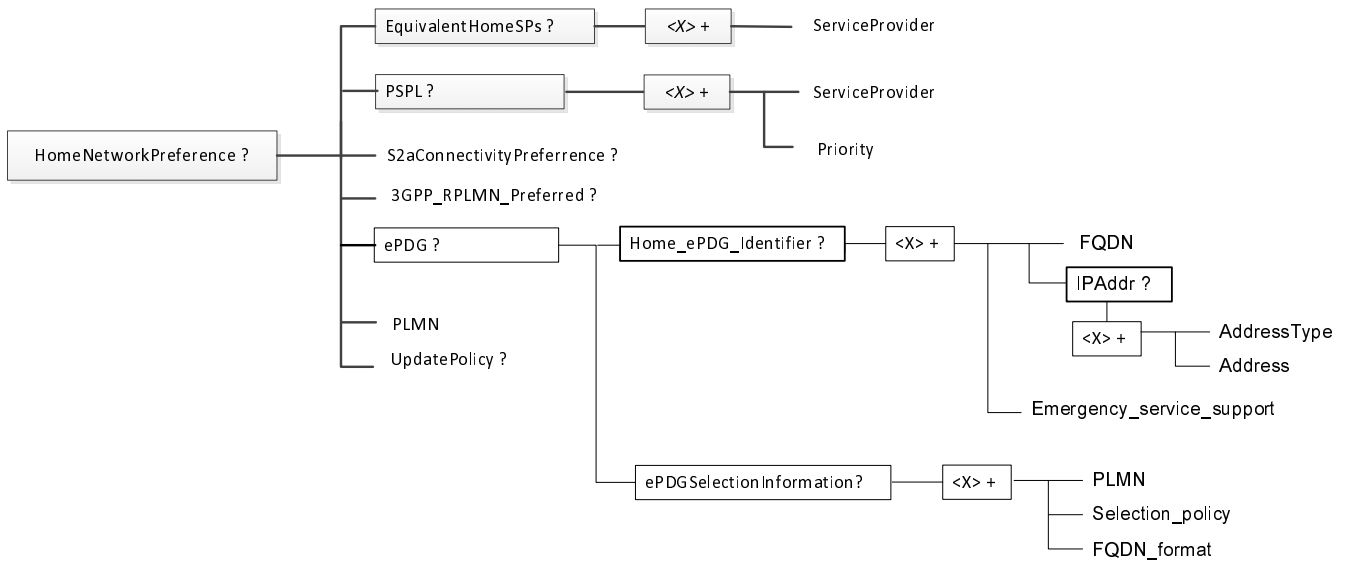 EquivalentHomeSPs ?
<X> +
ServiceProvider
PSPL ?
<X> +
ServiceProvider
Priority
HomeNetworkPreference ?
S2aConnectivityPreferrence ?
3GPP_RPLMN_Preferred ?
ePDG ?
Home_ePDG_Identifier ?
<X> +
FQDN
IPAddr ?
<X> +
AddressType
Address
PLMN
UpdatePolicy ?
Emergency_service_support
ePDGSelectionInformation?
<X> +
PLMN
Selection_policy
FQDN_format